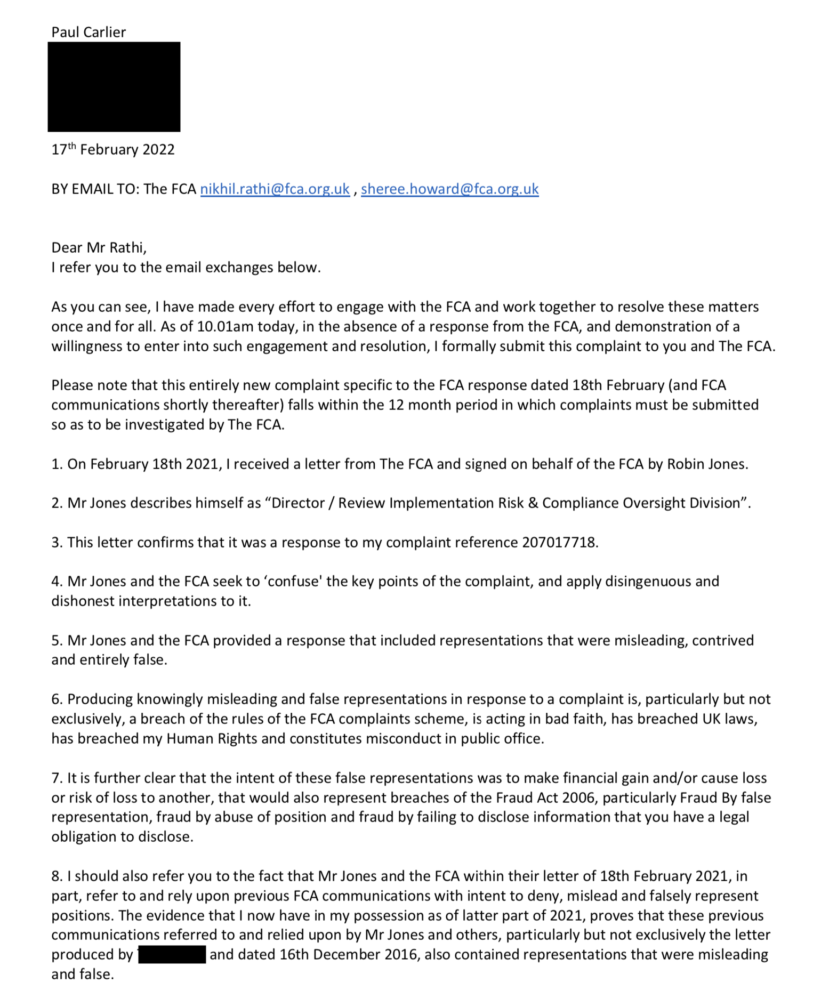 Paul Carlier
17th February 2022
BY EMAIL TO: The FCA nikhil.rathi@fca.org.uk , sheree.howard@fca.org.uk
Dear Mr Rathi,
I refer you to the email exchanges below.
As you can see, I have made every effort to engage with the FCA and work together to resolve these matters
once and for all. As of 10.01am today, in the absence of a response from the FCA, and demonstration of a
willingness to enter into such engagement and resolution, I formally submit this complaint to you and The FCA.
Please note that this entirely new complaint specific to the FCA response dated 18th February (and FCA
communications shortly thereafter) falls within the 12 month period in which complaints must be submitted
so as to be investigated by The FCA.
1. On February 18th 2021, I received a letter from The FCA and signed on behalf of the FCA by Robin Jones.
2. Mr Jones describes himself as “Director / Review Implementation Risk & Compliance Oversight Division”.
3. This letter confirms that it was a response to my complaint reference 207017718.
4. Mr Jones and the FCA seek to ‘confuse' the key points of the complaint, and apply disingenuous and
dishonest interpretations to it.
5. Mr Jones and the FCA provided a response that included representations that were misleading, contrived
and entirely false.
6. Producing knowingly misleading and false representations in response to a complaint is, particularly but not
exclusively, a breach of the rules of the FCA complaints scheme, is acting in bad faith, has breached UK laws,
has breached my Human Rights and constitutes misconduct in public office.
7. It is further clear that the intent of these false representations was to make financial gain and/or cause loss
or risk of loss to another, that would also represent breaches of the Fraud Act 2006, particularly Fraud By false
representation, fraud by abuse of position and fraud by failing to disclose information that you have a legal
obligation to disclose.
8. I should also refer you to the fact that Mr Jones and the FCA within their letter of 18th February 2021, in
part, refer to and rely upon previous FCA communications with intent to deny, mislead and falsely represent
positions. The evidence that I now have in my possession as of latter part of 2021, proves that these previous
communications referred to and relied upon by Mr Jones and others, particularly but not exclusively the letter
produced by and dated 16th December 2016, also contained representations that were misleading
and false.